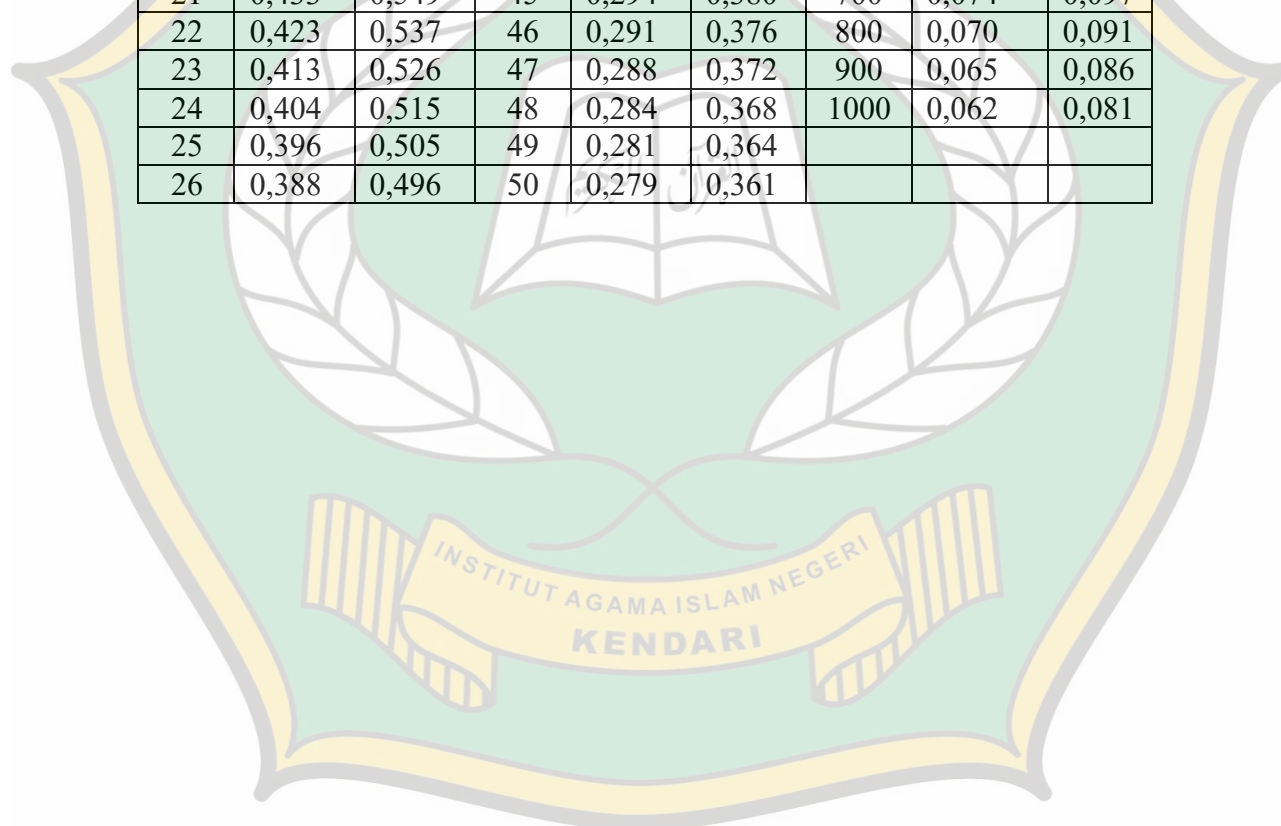 22 0,423 0,537 46 0,291 0,376 800 0,070 0,091
23 0,413 0,526 47 0,288 0,372 900 0,065 0,086
24 0,404 0,515 48 0,284 0,368 1000 0,062 0,081
25 0,396 0,505 49 0,281 0,364
26 0,388 0,496 50 0,279 0,361
INSTITUT AGAMA ISLAM NEGERI
KENDARI